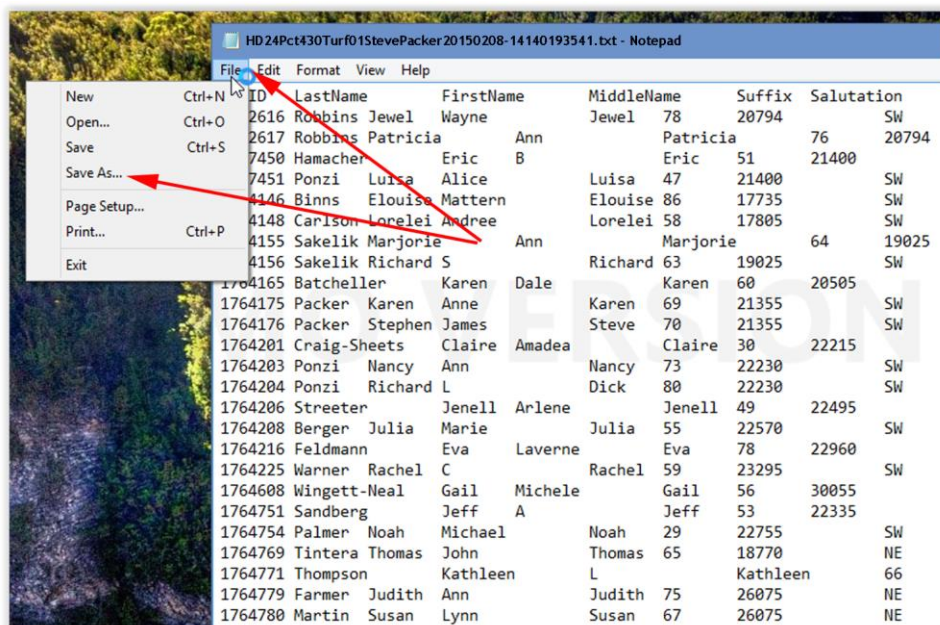 HD24Pct430Turf01StevePacker20150208-14140193541.txt - Notepad
File Edit Format View Help
New Ctrl+N
Open... Ctrl+O
Save Ctrl+S
Save As...
Page Setup...
Print... Ctrl+P
Exit
ID LastName FirstName MiddleName Suffix Salutation
2616 Robbins Jewel Wayne Jewel 78 20794 SW
2617 Robbins Patricia Ann Patricia 76 20794
7450 Hamacher Eric B Eric 51 21400
7451 Ponzi Luisa Alice Luisa 47 21400 SW
4146 Binns Elouise Mattern Elouise 86 17735 SW
4148 Carlson Lorelei Andree Lorelei 58 17805 SW
4155 Sakelik Marjorie Ann Marjorie 64 19025
4156 Sakelik Richard S Richard 63 19025 SW
1764165 Batcheller Karen Dale Karen 60 20505
1764175 Packer Karen Anne Karen 69 21355 SW
1764176 Packer Stephen James Steve 70 21355 SW
1764201 Craig-Sheets Claire Amadea Claire 30 22215
1764203 Ponzi Nancy Ann Nancy 73 22230 SW
1764204 Ponzi Richard L Dick 80 22230 SW
1764206 Streeter Jenell Arlene Jenell 49 22495
1764208 Berger Julia Marie Julia 55 22570 SW
1764216 Feldmann Eva Laverne Eva 78 22960
1764225 Warner Rachel C Rachel 59 23295 SW
1764608 Wingett-Neal Gail Michele Gail 56 30055
1764751 Sandberg Jeff A Jeff 53 22335
1764754 Palmer Noah Michael Noah 29 22755 SW
1764769 Tintera Thomas John Thomas 65 18770 NE
1764771 Thompson Kathleen L Kathleen 66
1764779 Farmer Judith Ann Judith 75 26075 NE
1764780 Martin Susan Lynn Susan 67 26075 NE
VERSION